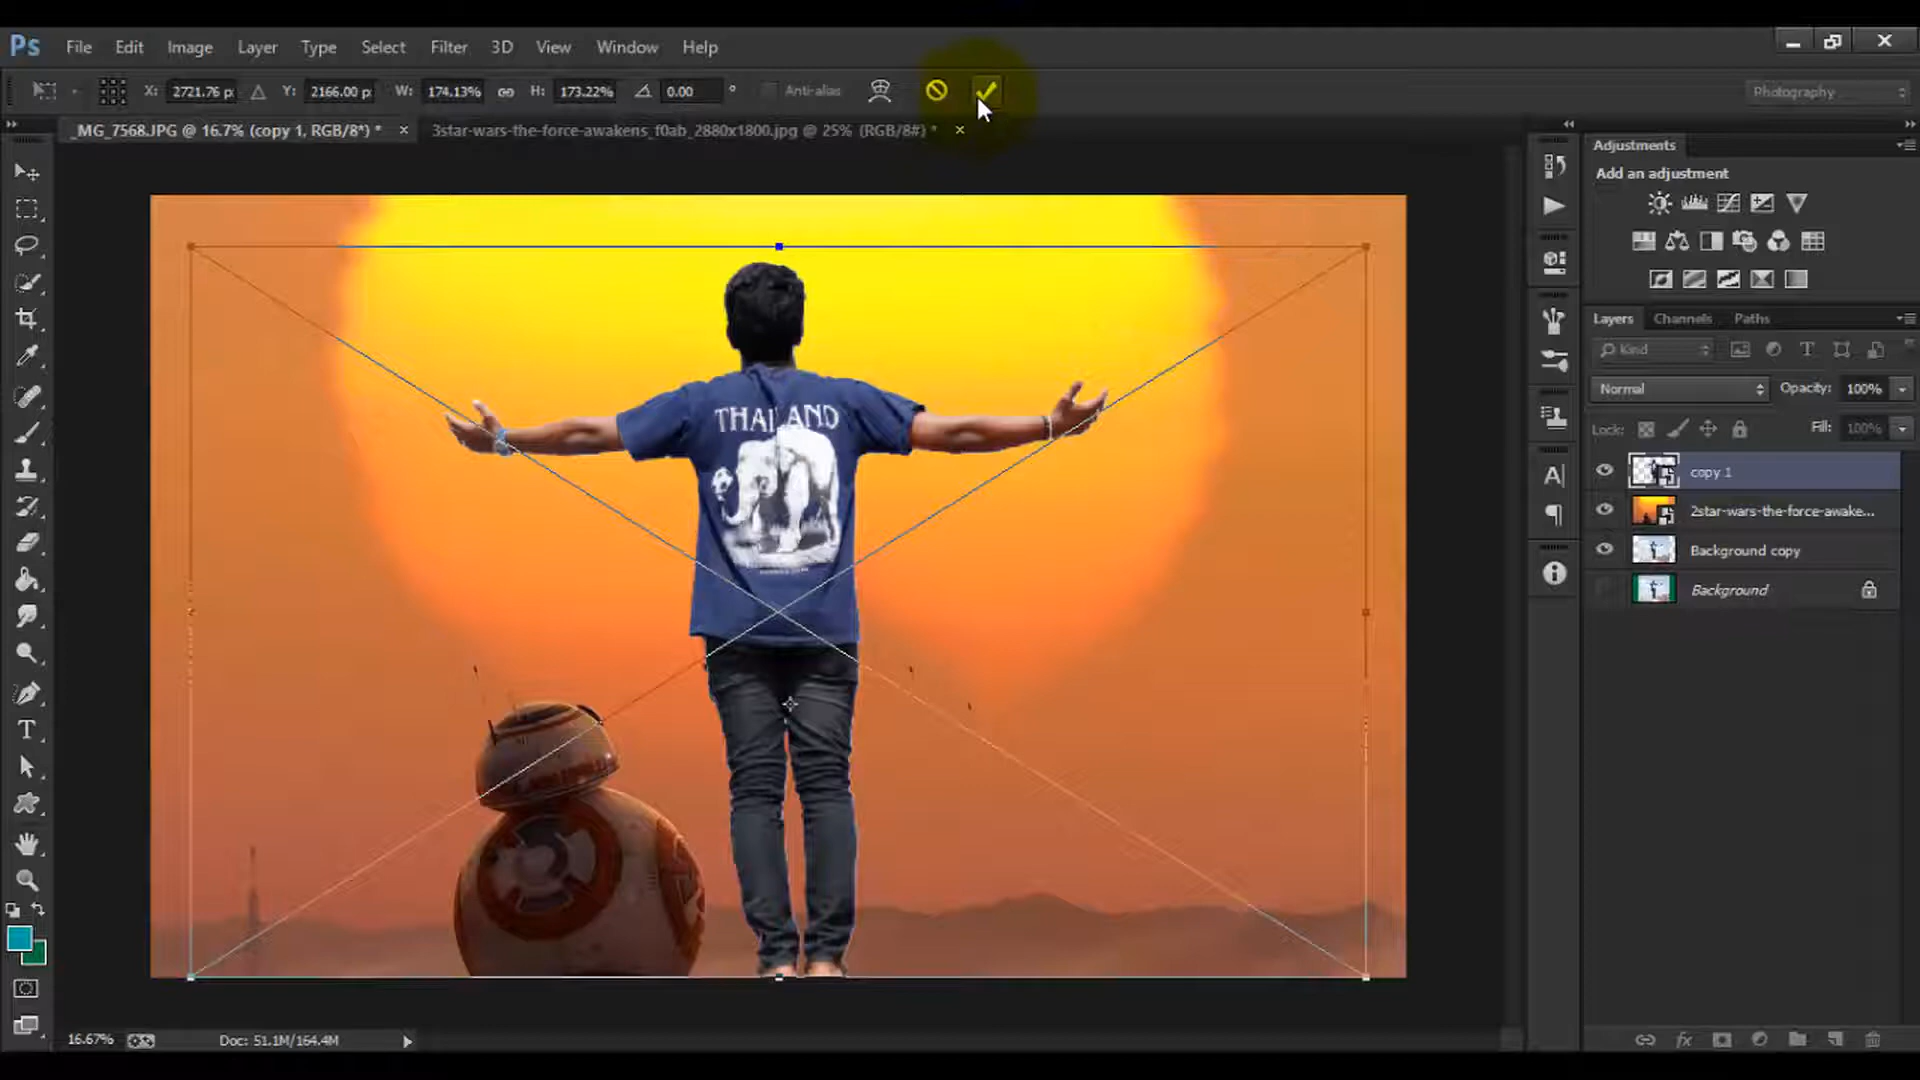 Ps File Edit Image Layer Type Select Filter 3D View Window Help
X: 2721.76 p: Y: 2166.00 p: W: 174.13% H: 173.22% 0.00 ° Anti-alias Photography
_MG_7568.JPG @ 16.7% (copy 1, RGB/8*) * × 3star-wars-the-force-awakens_f0ab_2880x1800.jpg @ 25% (RGB/8#) * ×
Adjustments
Add an adjustment
Layers Channels Paths
Kind
Normal Opacity: 100%
Lock: Fill: 100%
copy 1
2star-wars-the-force-awake...
Background copy
Background
THAILAND
16.67% Doc: 51.1M/164.4M